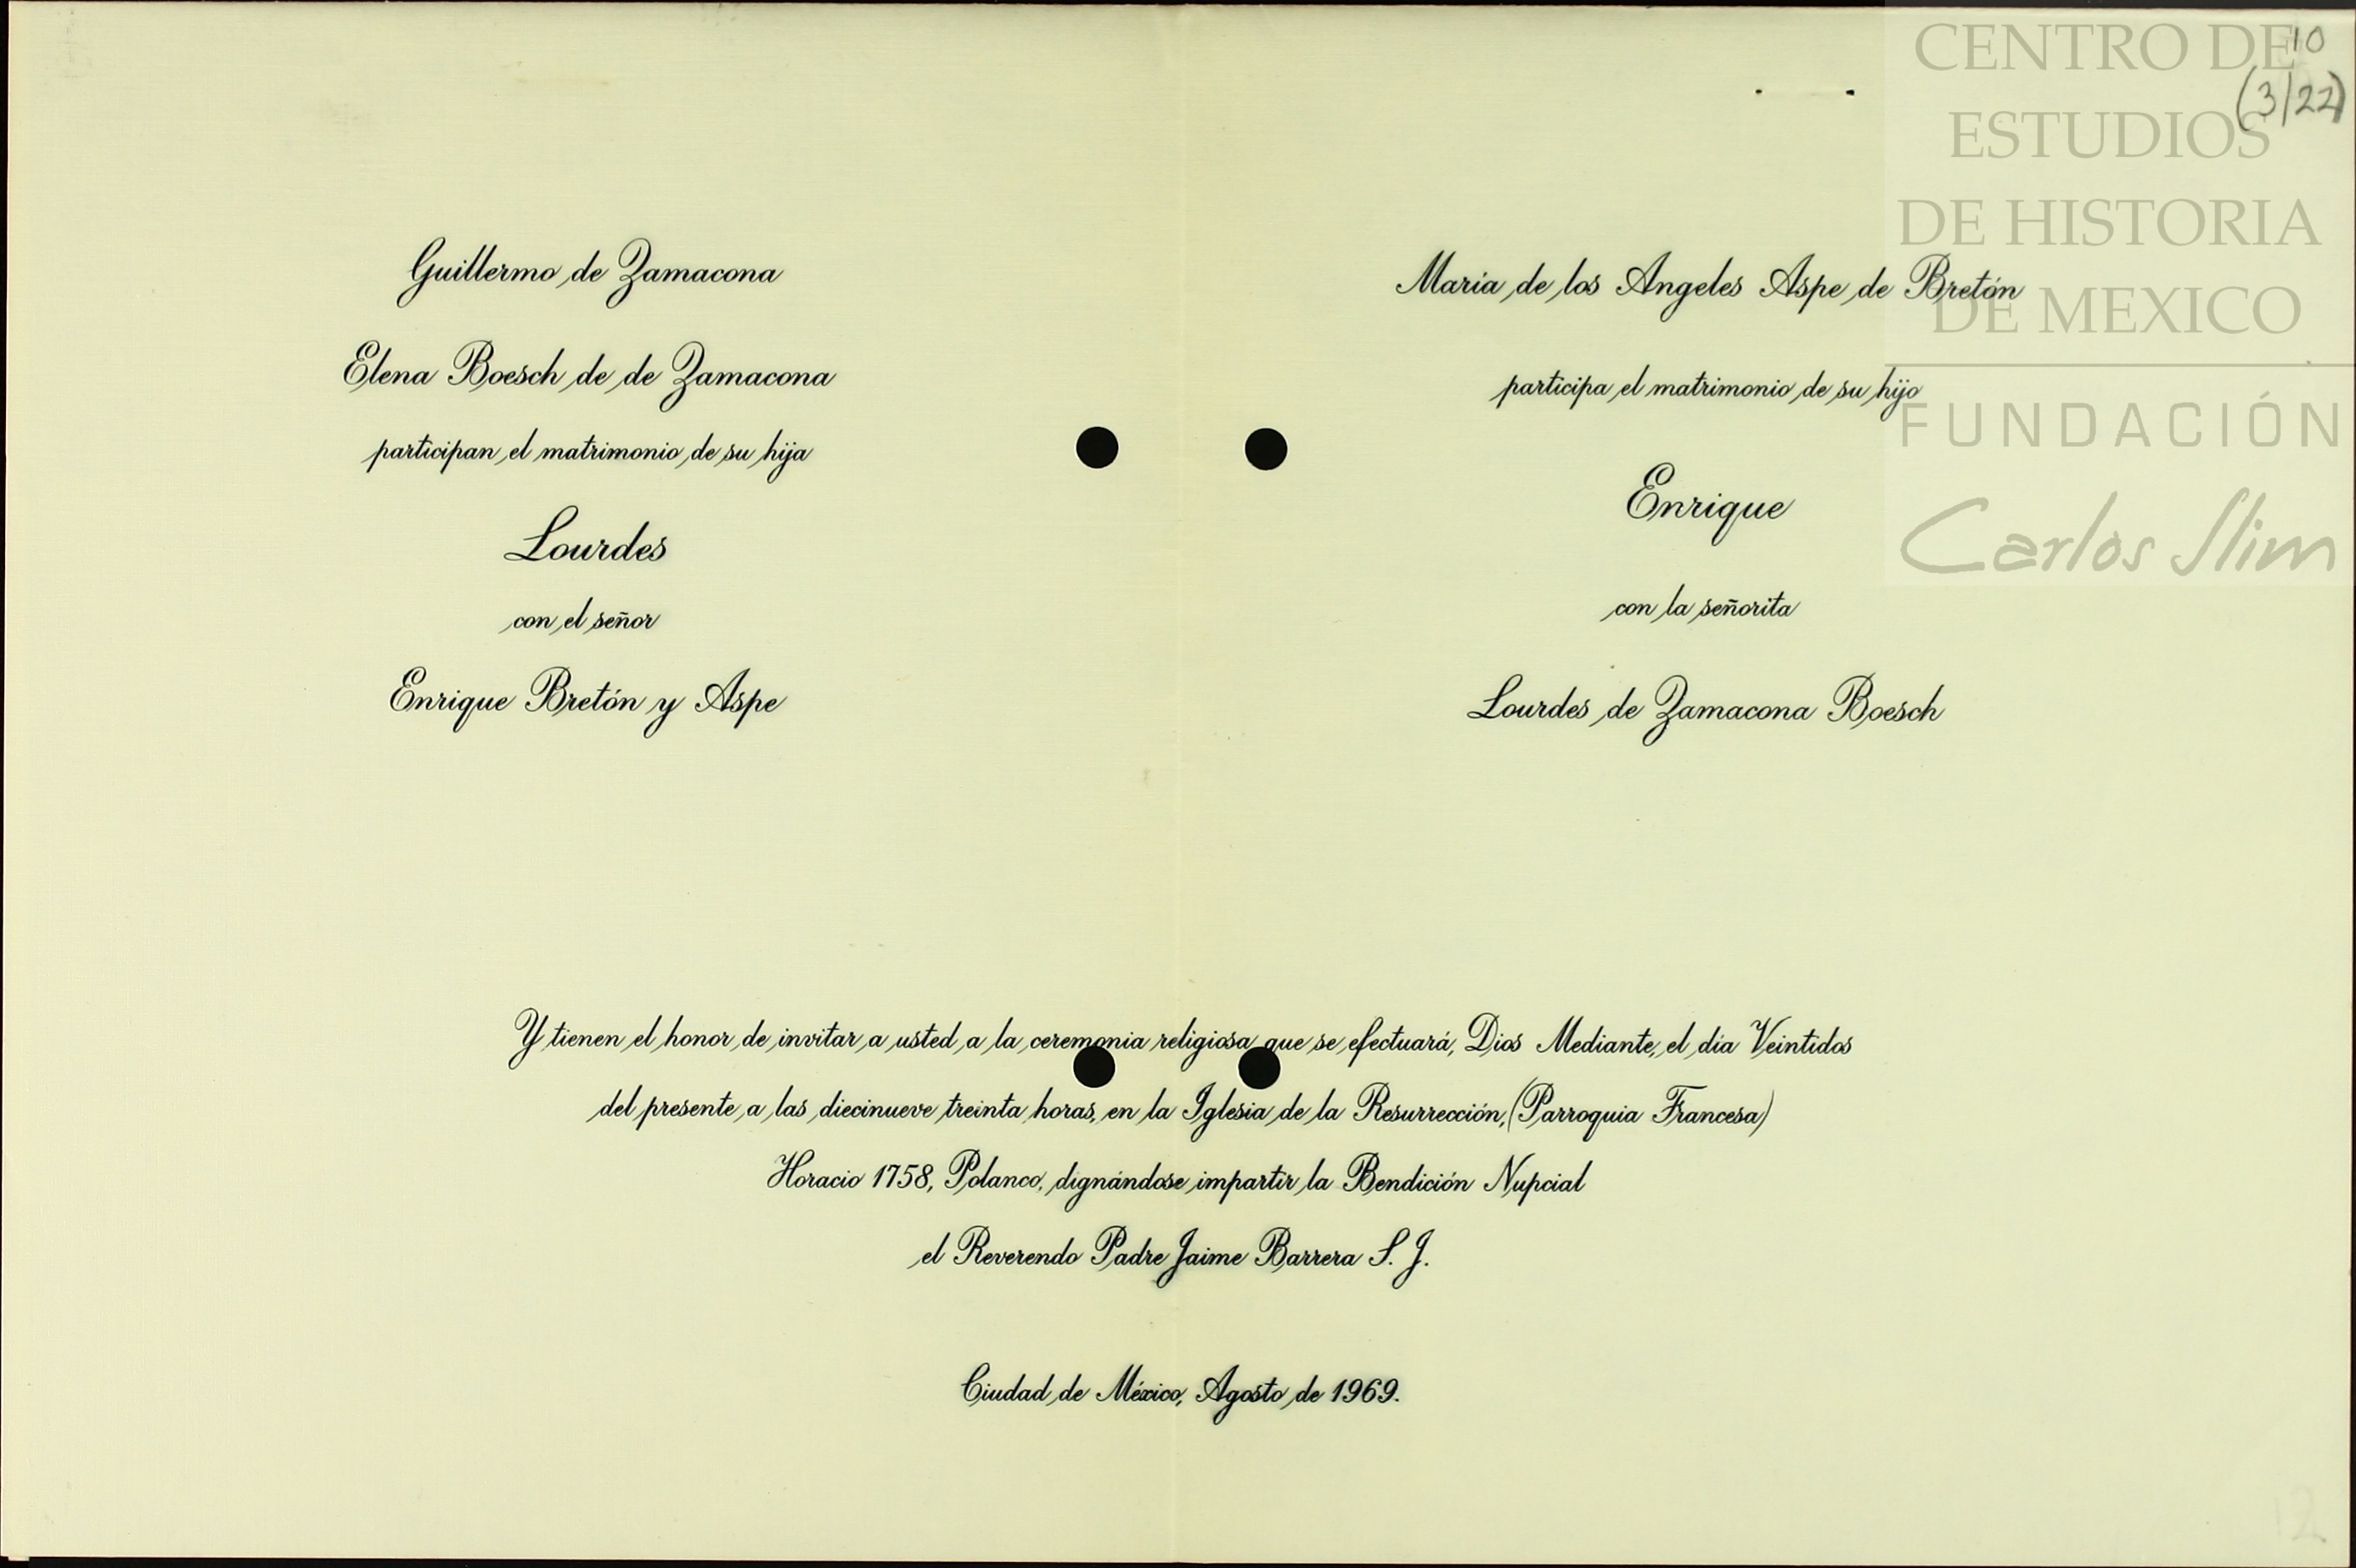 10
(3/22)
CENTRO DE
ESTUDIOS
DE HISTORIA
DE MEXICO
FUNDACIÓN
Carlos Slim
Guillermo de Zamacona
Elena Boesch de de Zamacona
participan el matrimonio de su hija
Lourdes
con el señor
Enrique Bretón y Aspe
María de los Angeles Aspe de Bretón
participa el matrimonio de su hijo
Enrique
con la señorita
Lourdes de Zamacona Boesch
Y tienen el honor de invitar a usted a la ceremonia religiosa que se efectuará, Dios Mediante, el dia Veintidos
del presente a las diecinueve treinta horas, en la Iglesia de la Resurrección, (Parroquia Francesa)
Horacio 1758, Polanco, dignándose impartir la Bendición Nupcial
el Reverendo Padre Jaime Barrera S. J.
Ciudad de México, Agosto de 1969.
12